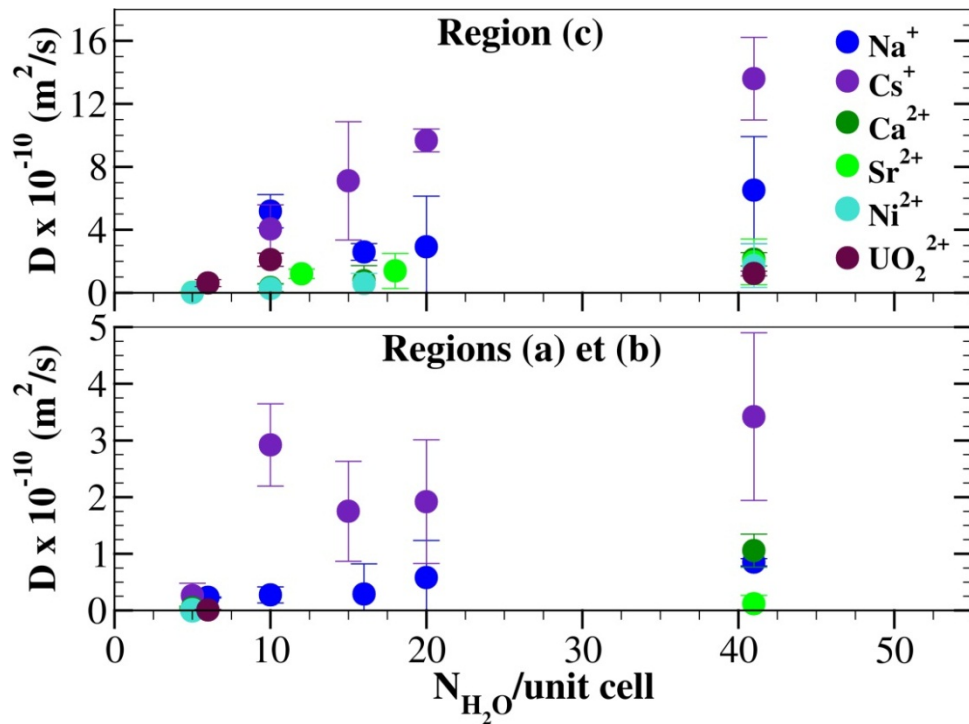 Region (c)
D x 10⁻¹⁰ (m²/s)
16
12
8
4
0
Na⁺
Cs⁺
Ca²⁺
Sr²⁺
Ni²⁺
UO₂²⁺
Regions (a) et (b)
D x 10⁻¹⁰ (m²/s)
5
4
3
2
1
0
0 10 20 30 40 50
N_H₂O/unit cell